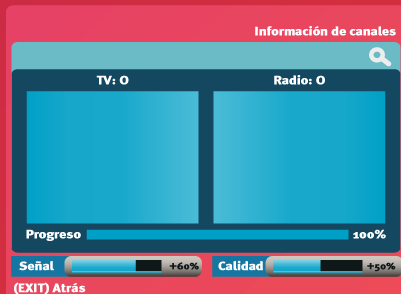 Información de canales
TV: 0 Radio: 0
Progreso 100%
Señal +60% Calidad +50%
(EXIT) Atrás